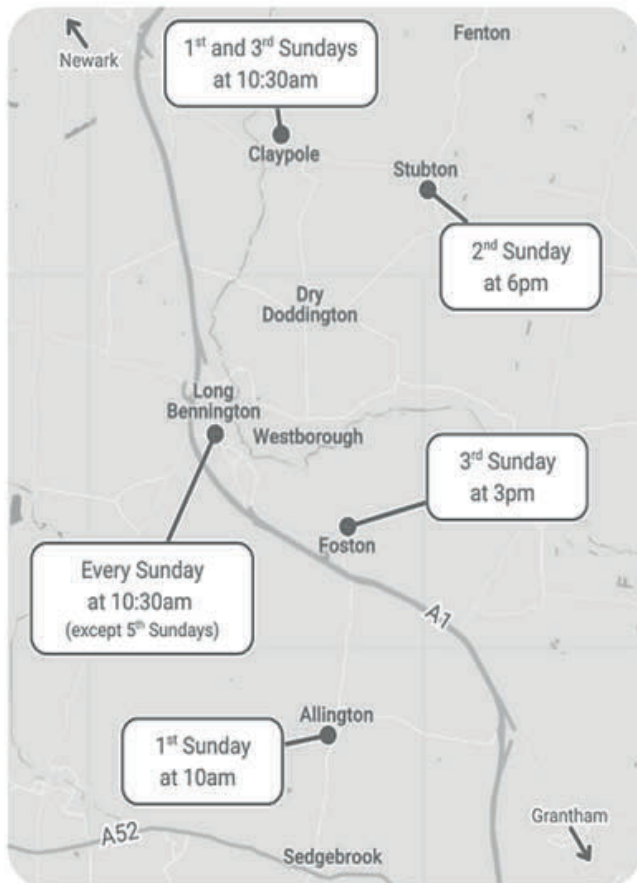 Newark
1st and 3rd Sundays
at 10:30am
Fenton
Claypole
Stubton
2nd Sunday
at 6pm
Dry
Doddington
Long
Bennington
Westborough
3rd Sunday
at 3pm
Foston
Every Sunday
at 10:30am
(except 5th Sundays)
A1
Allington
1st Sunday
at 10am
Grantham
A52
Sedgebrook